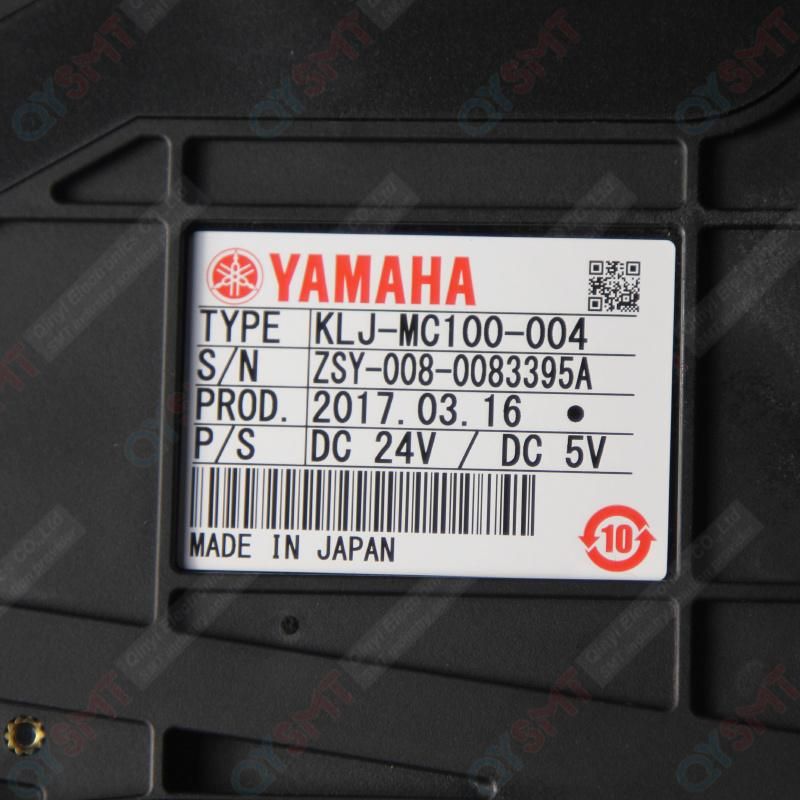 YAMAHA
TYPE KLJ-MC100-004
S/N ZSY-008-0083395A
PROD. 2017.03.16 ●
P/S DC 24V / DC 5V
MADE IN JAPAN
10
QYSMT